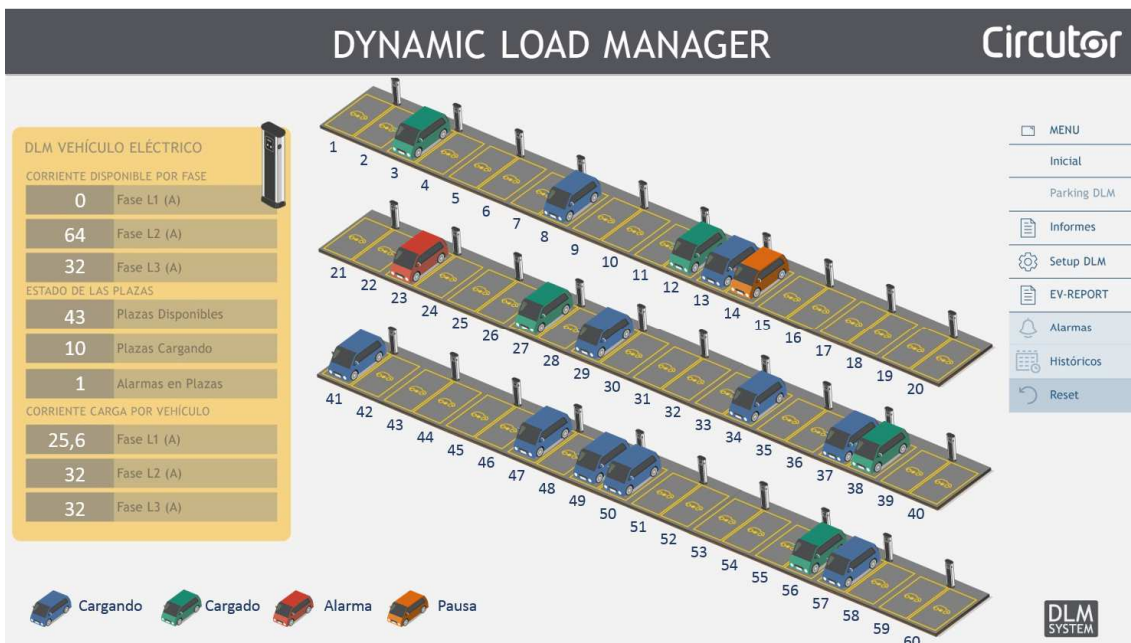 DYNAMIC LOAD MANAGER
Circutor
DLM VEHÍCULO ELÉCTRICO
CORRIENTE DISPONIBLE POR FASE
0 Fase L1 (A)
64 Fase L2 (A)
32 Fase L3 (A)
ESTADO DE LAS PLAZAS
43 Plazas Disponibles
10 Plazas Cargando
1 Alarmas en Plazas
CORRIENTE CARGA POR VEHÍCULO
25,6 Fase L1 (A)
32 Fase L2 (A)
32 Fase L3 (A)
1 2 3 4 5 6 7 8 9 10 11 12 13 14 15 16 17 18 19 20
21 22 23 24 25 26 27 28 29 30 31 32 33 34 35 36 37 38 39 40
41 42 43 44 45 46 47 48 49 50 51 52 53 54 55 56 57 58 59 60
MENU
Inicial
Parking DLM
Informes
Setup DLM
EV-REPORT
Alarmas
Históricos
Reset
Cargando Cargado Alarma Pausa
DLM
SYSTEM